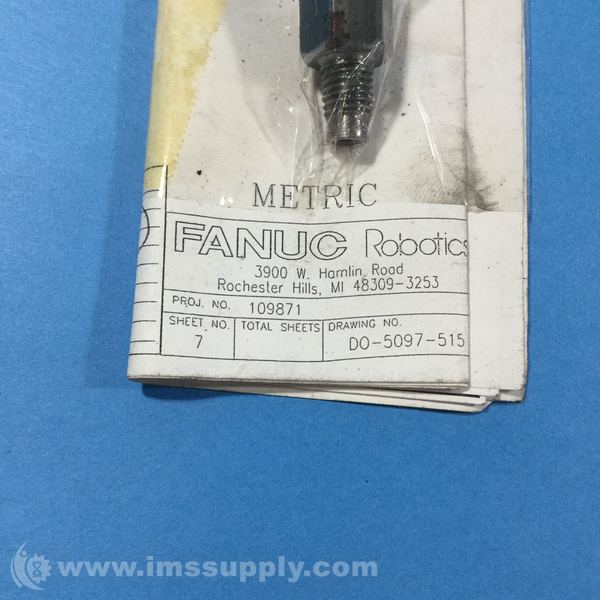 METRIC
FANUC Robotics
3900 W. Hamlin Road
Rochester Hills, MI 48309-3253
PROJ. NO. 109871
SHEET NO. TOTAL SHEETS DRAWING NO.
7 DO-5097-515
www.imssupply.com